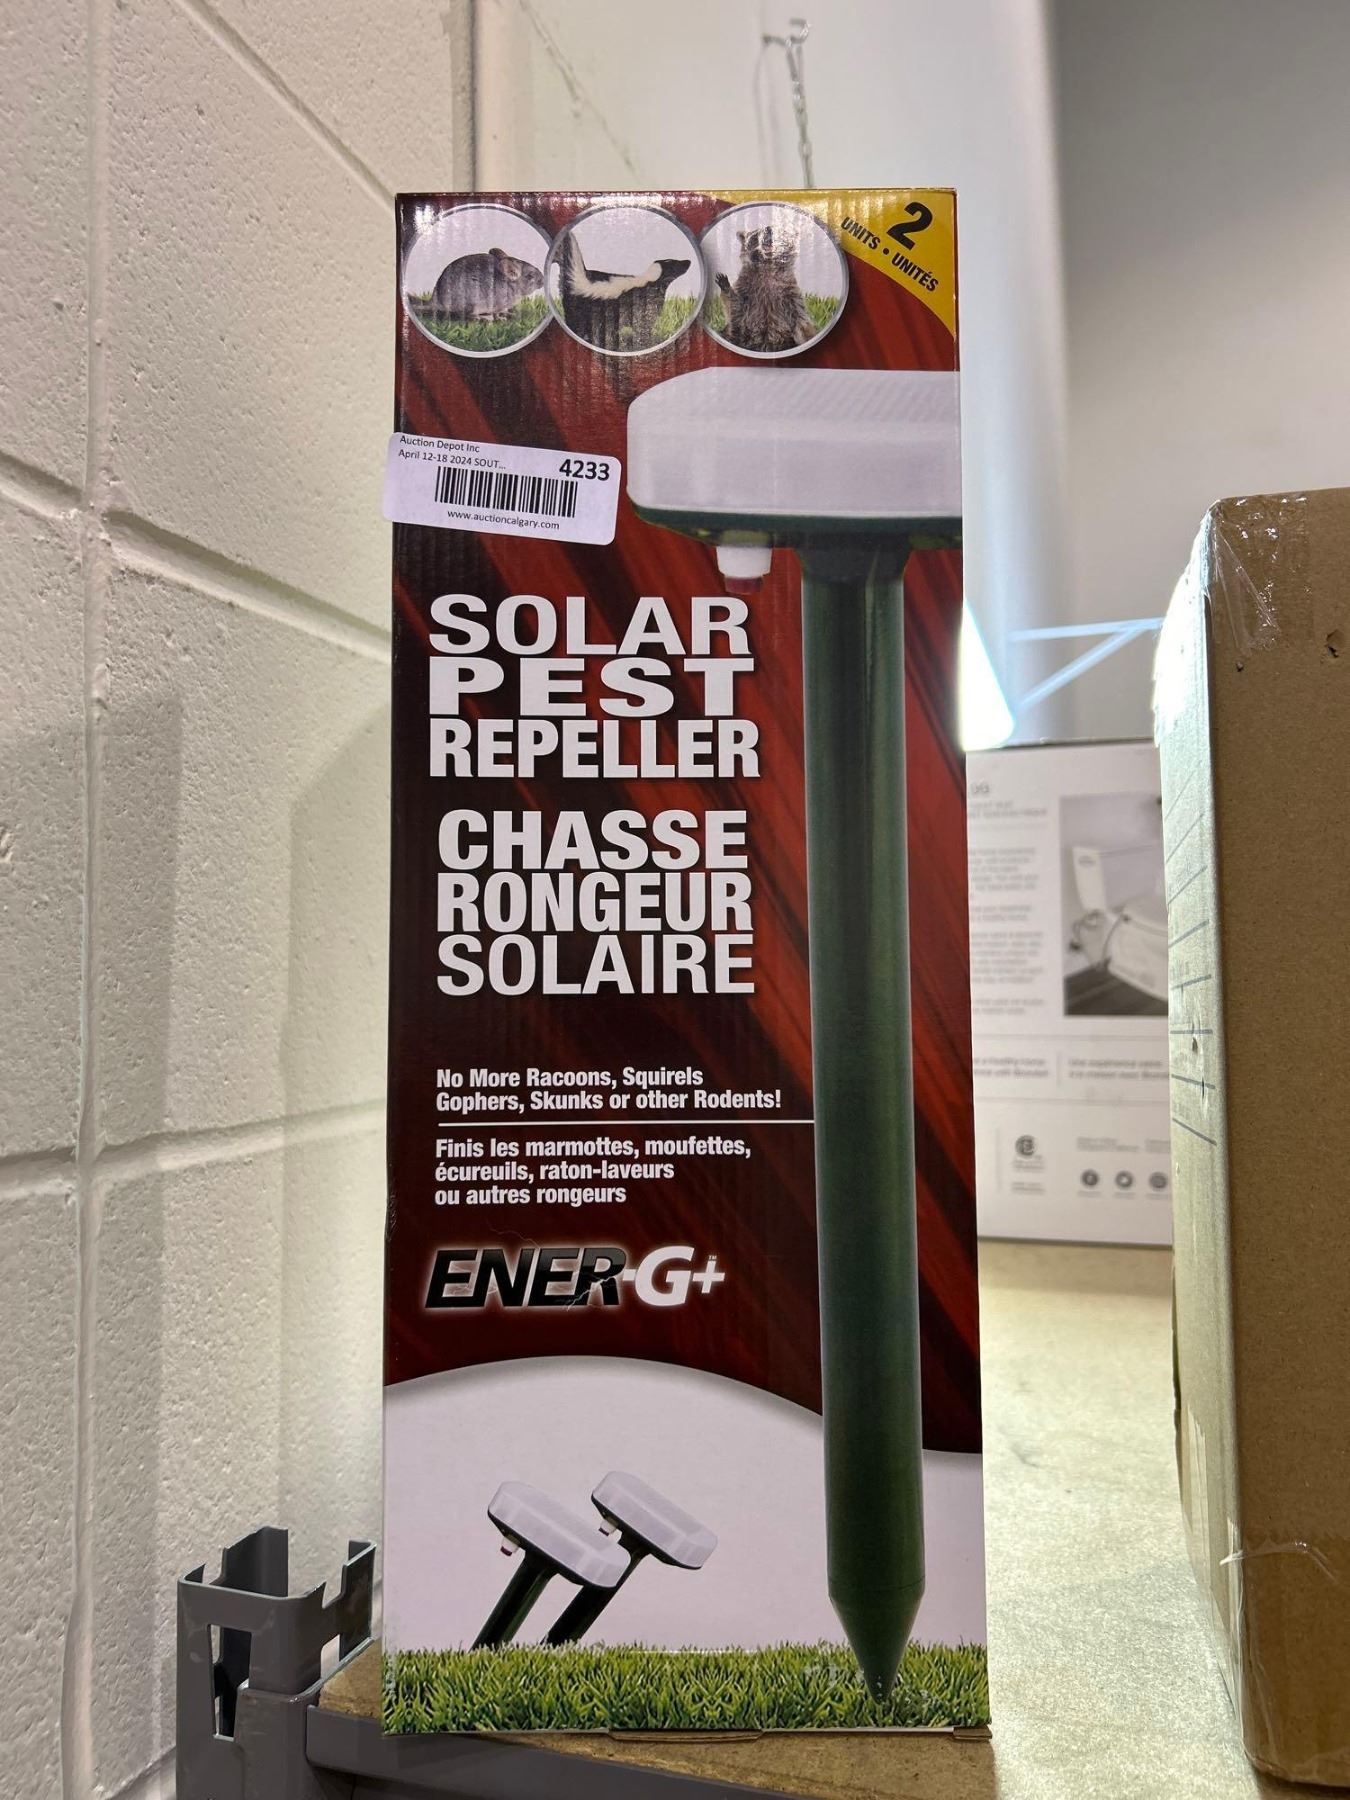 2
UNITS • UNITÉS
Auction Depot Inc
April 12-18 2024 SOUT...
4233
www.auctioncalgary.com
SOLAR
PEST
REPELLER
CHASSE
RONGEUR
SOLAIRE
No More Racoons, Squirels
Gophers, Skunks or other Rodents!
Finis les marmottes, moufettes,
écureuils, raton-laveurs
ou autres rongeurs
ENER-G+™